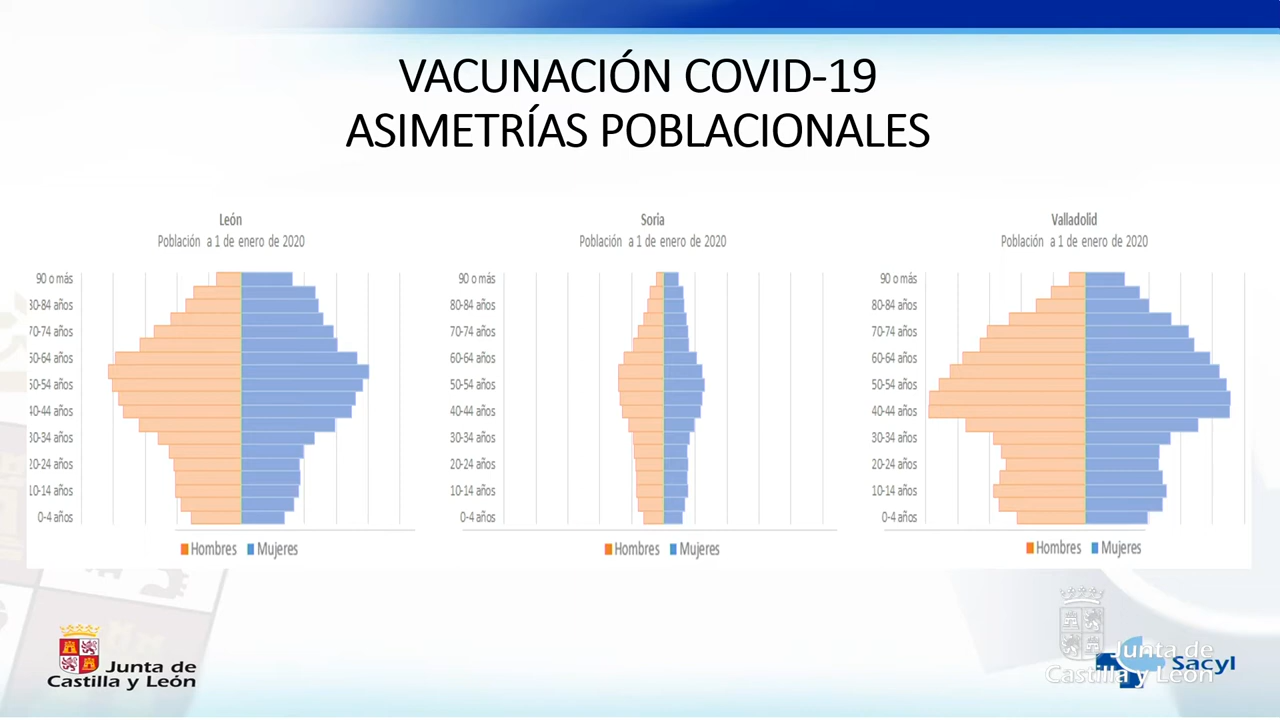 VACUNACIÓN COVID-19
ASIMETRÍAS POBLACIONALES
León
Población a 1 de enero de 2020
90 o más
80-84 años
70-74 años
60-64 años
50-54 años
40-44 años
30-34 años
20-24 años
10-14 años
0-4 años
Hombres Mujeres
Soria
Población a 1 de enero de 2020
90 o más
80-84 años
70-74 años
60-64 años
50-54 años
40-44 años
30-34 años
20-24 años
10-14 años
0-4 años
Hombres Mujeres
Valladolid
Población a 1 de enero de 2020
90 o más
80-84 años
70-74 años
60-64 años
50-54 años
40-44 años
30-34 años
20-24 años
10-14 años
0-4 años
Hombres Mujeres
Junta de
Castilla y León
Junta de
Castilla y León
Sacyl